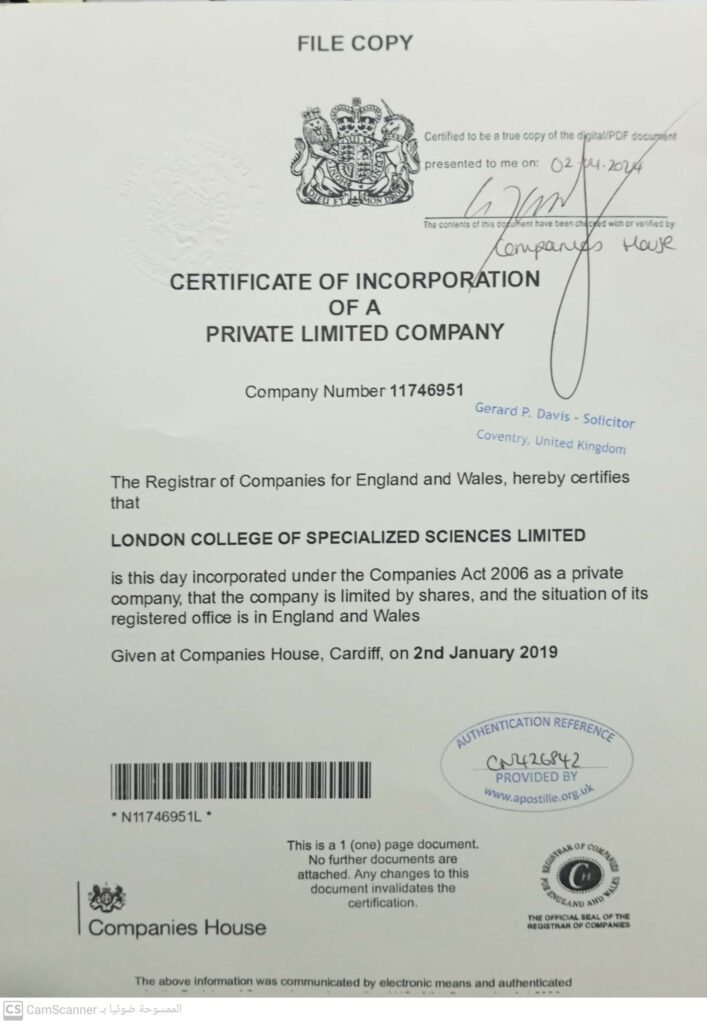 FILE COPY
Certified to be a true copy of the digital/PDF document
presented to me on: 02-04-2024
The contents of this document have been checked with or verified by:
Companies House
DIEU ET MON DROIT
CERTIFICATE OF INCORPORATION
OF A
PRIVATE LIMITED COMPANY
Company Number 11746951
Gerard P. Davis - Solicitor
Coventry, United Kingdom
The Registrar of Companies for England and Wales, hereby certifies
that
LONDON COLLEGE OF SPECIALIZED SCIENCES LIMITED
is this day incorporated under the Companies Act 2006 as a private
company, that the company is limited by shares, and the situation of its
registered office is in England and Wales
Given at Companies House, Cardiff, on 2nd January 2019
AUTHENTICATION REFERENCE
CN426842
PROVIDED BY
www.apostille.org.uk
* N11746951L *
This is a 1 (one) page document.
No further documents are
attached. Any changes to this
document invalidates the
certification.
Companies House
REGISTRAR OF COMPANIES
FOR ENGLAND AND WALES
CH
THE OFFICIAL SEAL OF THE
REGISTRAR OF COMPANIES
The above information was communicated by electronic means and authenticated
CS CamScanner الممسوحة ضوئيا بـ